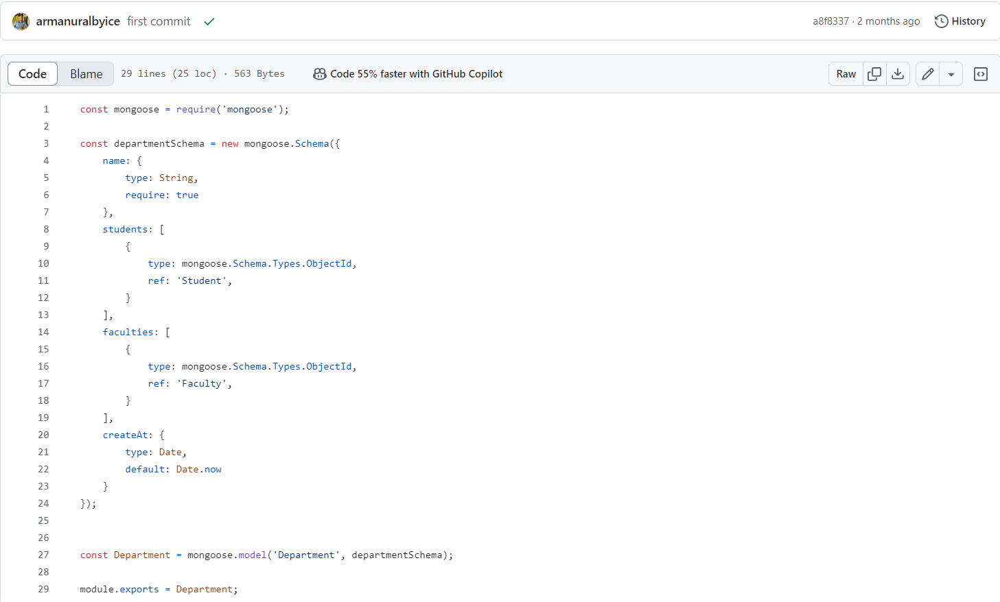 armanuralbyice first commit a8f8337 · 2 months ago History
Code Blame 29 lines (25 loc) · 563 Bytes Code 55% faster with GitHub Copilot Raw
1 const mongoose = require('mongoose');
2
3 const departmentSchema = new mongoose.Schema({
4 name: {
5 type: String,
6 require: true
7 },
8 students: [
9 {
10 type: mongoose.Schema.Types.ObjectId,
11 ref: 'Student',
12 }
13 ],
14 faculties: [
15 {
16 type: mongoose.Schema.Types.ObjectId,
17 ref: 'Faculty',
18 }
19 ],
20 createAt: {
21 type: Date,
22 default: Date.now
23 }
24 });
25
26
27 const Department = mongoose.model('Department', departmentSchema);
28
29 module.exports = Department;